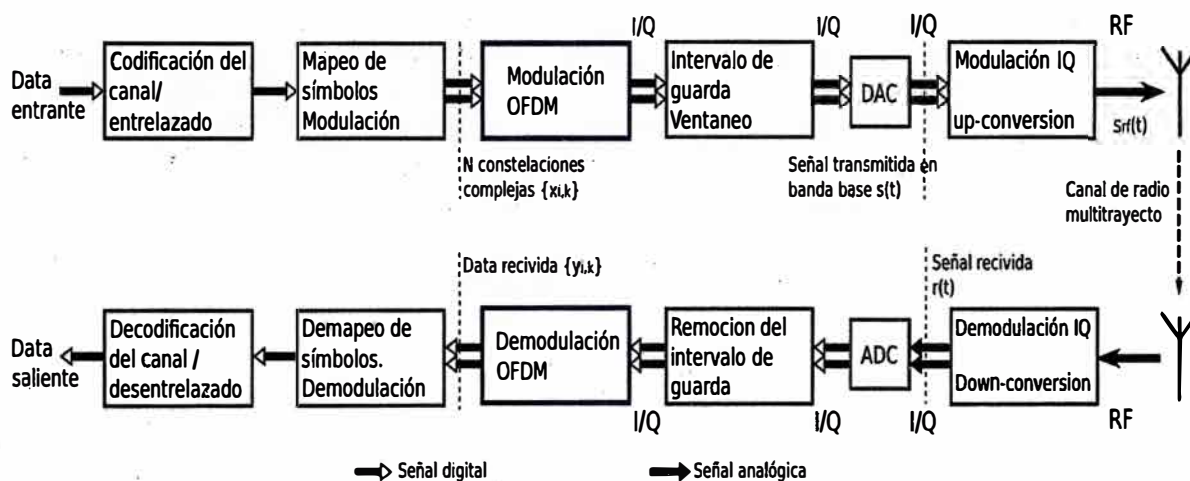 I/Q
I/Q
I/Q
RF
Data
entrante
Codificación del
canal/
entrelazado
Mapeo de
símbolos
Modulación
Modulación
OFDM
Intervalo de
guarda
Ventaneo
DAC
Modulación IQ
up-conversion
Srf(t)
N constelaciones
complejas {xi,k}
Señal transmitida en
banda base s(t)
Canal de radio
multitrayecto
Data recivida {yi,k}
Señal recivida
r(t)
Data
saliente
Decodificación
del canal /
desentrelazado
Demapeo de
símbolos.
Demodulación
Demodulación
OFDM
Remocion del
intervalo de
guarda
ADC
Demodulación IQ
Down-conversion
I/Q
I/Q
I/Q
RF
Señal digital
Señal analógica